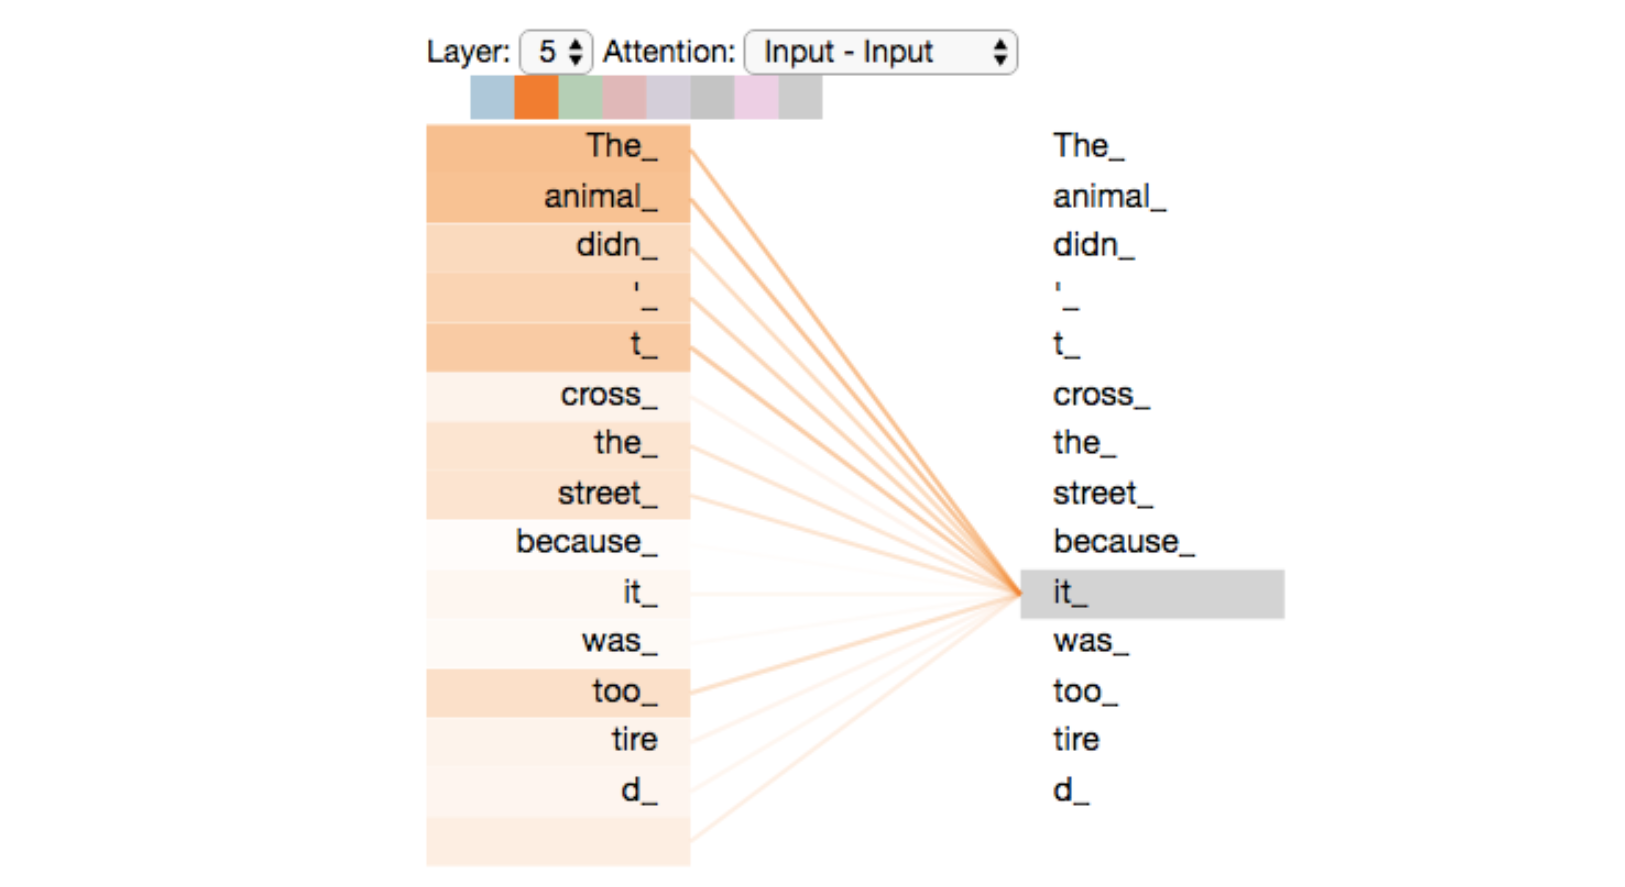 Layer: 5 Attention: Input - Input
The_ The_
animal_ animal_
didn_ didn_
'_ '_
t_ t_
cross_ cross_
the_ the_
street_ street_
because_ because_
it_ it_
was_ was_
too_ too_
tire tire
d_ d_